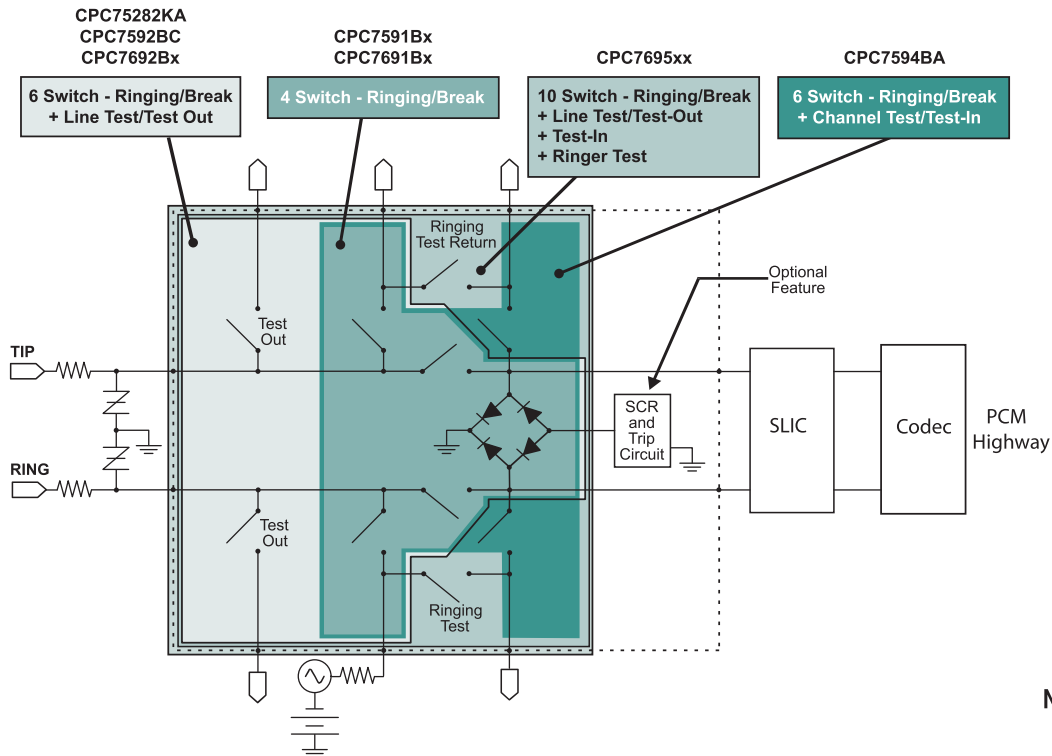 CPC75282KA
CPC7592BC
CPC7692Bx
6 Switch - Ringing/Break
+ Line Test/Test Out
CPC7591Bx
CPC7691Bx
4 Switch - Ringing/Break
CPC7695xx
10 Switch - Ringing/Break
+ Line Test/Test-Out
+ Test-In
+ Ringer Test
CPC7594BA
6 Switch - Ringing/Break
+ Channel Test/Test-In
Ringing
Test Return
Optional
Feature
Test
Out
TIP
SCR
and
Trip
Circuit
SLIC
Codec
PCM
Highway
RING
Test
Out
Ringing
Test
N